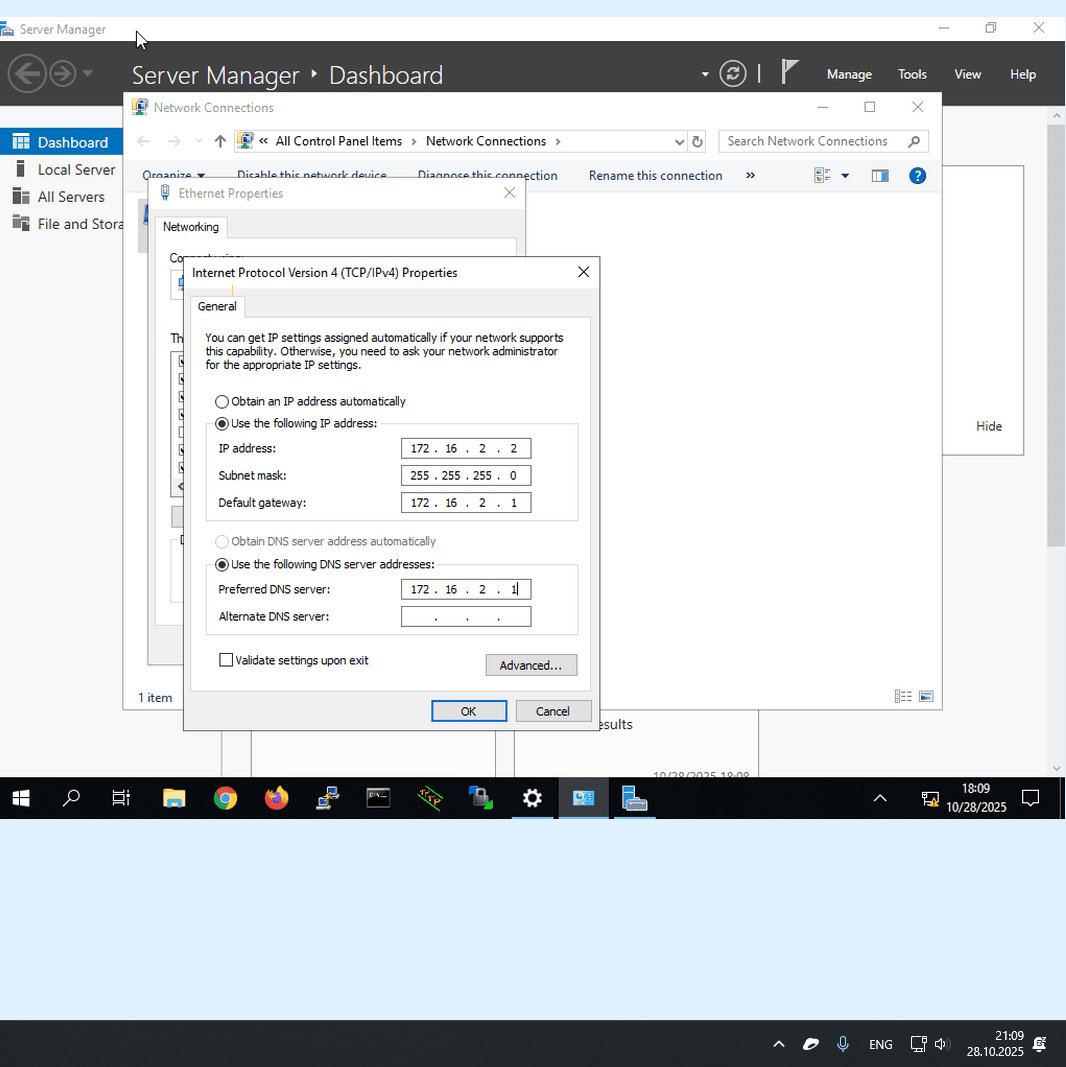 Server Manager
Server Manager Dashboard
Manage Tools View Help
Network Connections
« All Control Panel Items Network Connections
Search Network Connections
Dashboard
Local Server
All Servers
File and Stora
Organize Disable this network device Diagnose this connection Rename this connection »
Ethernet Properties
Networking
Internet Protocol Version 4 (TCP/IPv4) Properties
General
You can get IP settings assigned automatically if your network supports
this capability. Otherwise, you need to ask your network administrator
for the appropriate IP settings.
Obtain an IP address automatically
Use the following IP address:
IP address: 172 . 16 . 2 . 2
Subnet mask: 255 . 255 . 255 . 0
Default gateway: 172 . 16 . 2 . 1
Obtain DNS server address automatically
Use the following DNS server addresses:
Preferred DNS server: 172 . 16 . 2 . 1
Alternate DNS server: . . .
Validate settings upon exit
Advanced...
OK Cancel
Hide
1 item
esults
10/28/2025 18:08
18:09
10/28/2025
ENG
21:09
28.10.2025